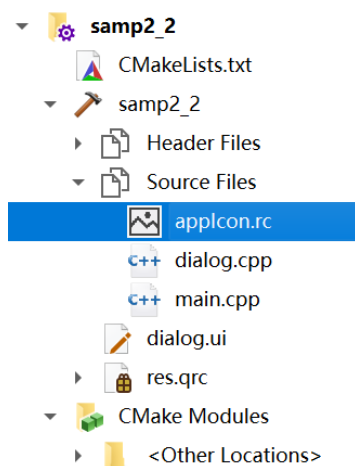 samp2_2
CMakeLists.txt
samp2_2
Header Files
Source Files
appIcon.rc
C++ dialog.cpp
C++ main.cpp
dialog.ui
res.qrc
CMake Modules
<Other Locations>